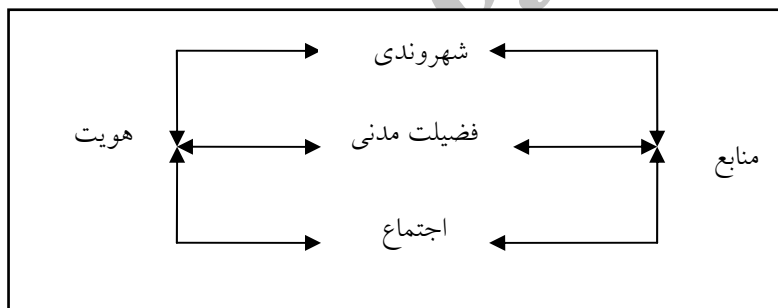 شهروندی
هویت
فضیلت مدنی
منابع
اجتماع